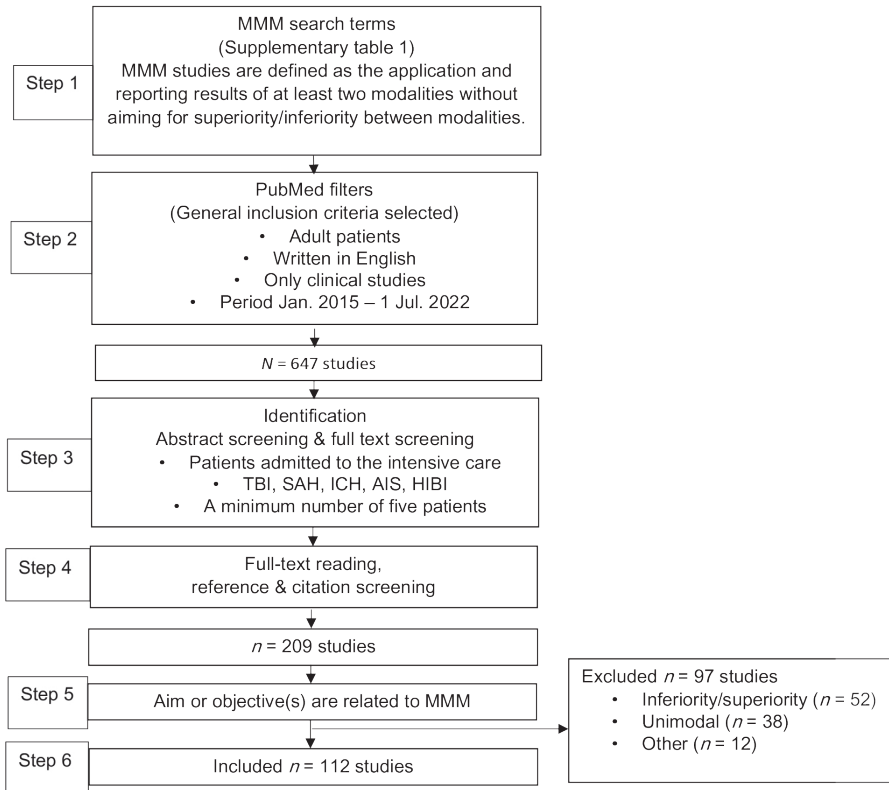 Step 1
MMM search terms
(Supplementary table 1)
MMM studies are defined as the application and
reporting results of at least two modalities without
aiming for superiority/inferiority between modalities.
Step 2
PubMed filters
(General inclusion criteria selected)
• Adult patients
• Written in English
• Only clinical studies
• Period Jan. 2015 – 1 Jul. 2022
N = 647 studies
Step 3
Identification
Abstract screening & full text screening
• Patients admitted to the intensive care
• TBI, SAH, ICH, AIS, HIBI
• A minimum number of five patients
Step 4
Full-text reading,
reference & citation screening
n = 209 studies
Step 5
Aim or objective(s) are related to MMM
Excluded n = 97 studies
• Inferiority/superiority (n = 52)
• Unimodal (n = 38)
• Other (n = 12)
Step 6
Included n = 112 studies